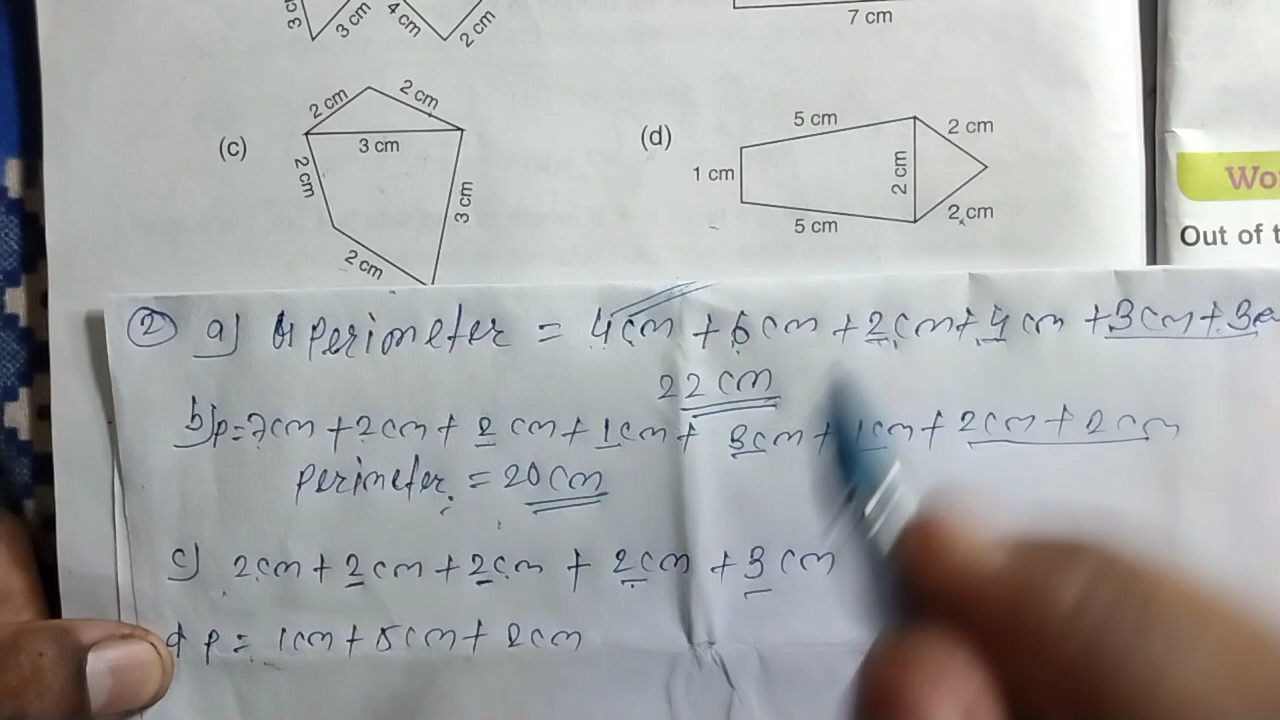 3 cm 3 cm 4 cm 2 cm 7 cm
(c) 2 cm 2 cm 3 cm 2 cm 3 cm 2 cm
(d) 5 cm 2 cm 1 cm 2 cm 5 cm 2 cm
Wo
Out of t
② a) perimeter = 4cm + 6cm + 2cm + 4cm + 3cm + 3c
22 cm
b) p=7cm + 2cm + 2cm + 1cm + 3cm + 1cm + 2cm + 2cm
perimeter. = 20cm
c) 2cm + 2cm + 2cm + 2cm + 3cm
d p = 1cm + 5cm + 2cm